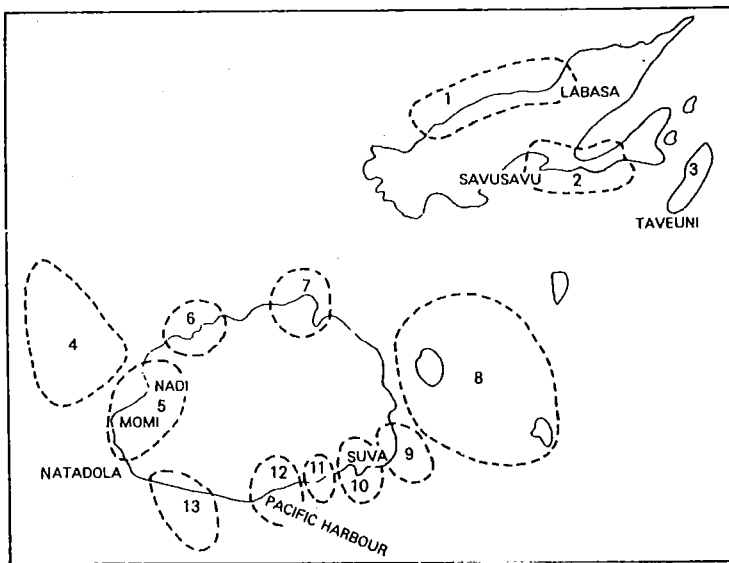 1
LABASA
SAVUSAVU
2
3
TAVEUNI
7
6
4
8
NADI
5
MOMI
SUVA
9
NATADOLA
12
11
10
13
PACIFIC HARBOUR